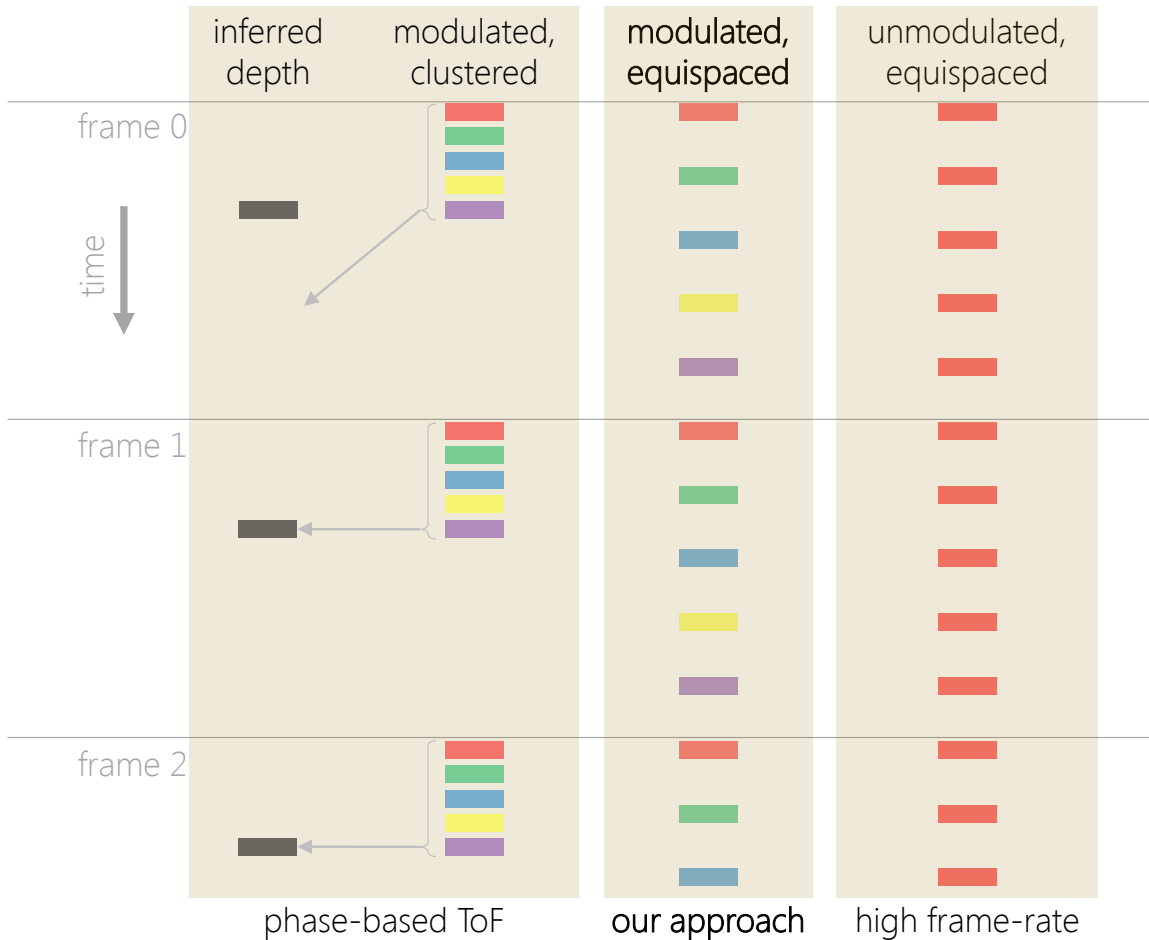 inferred
depth
modulated,
clustered
modulated,
equispaced
unmodulated,
equispaced
frame 0
time
frame 1
frame 2
phase-based ToF
our approach
high frame-rate